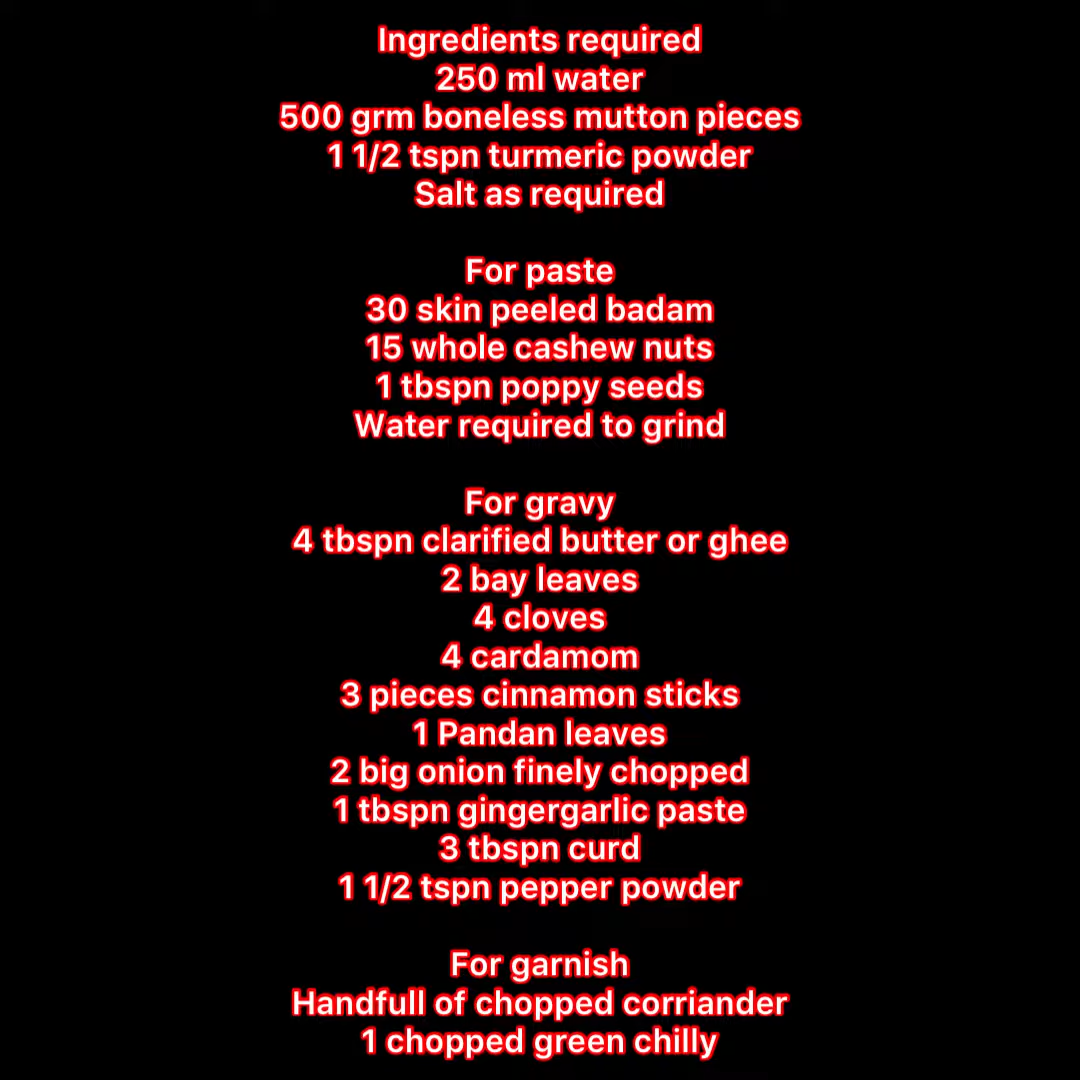 Ingredients required
250 ml water
500 grm boneless mutton pieces
1 1/2 tspn turmeric powder
Salt as required
For paste
30 skin peeled badam
15 whole cashew nuts
1 tbspn poppy seeds
Water required to grind
For gravy
4 tbspn clarified butter or ghee
2 bay leaves
4 cloves
4 cardamom
3 pieces cinnamon sticks
1 Pandan leaves
2 big onion finely chopped
1 tbspn gingergarlic paste
3 tbspn curd
1 1/2 tspn pepper powder
For garnish
Handfull of chopped corriander
1 chopped green chilly